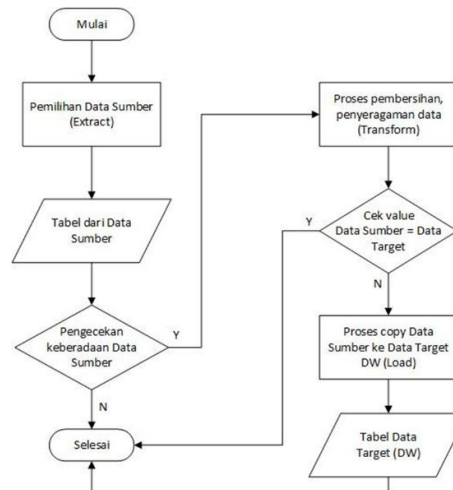 Mulai
Pemilihan Data Sumber
(Extract)
Tabel dari Data
Sumber
Pengecekan
keberadaan Data
Sumber
Y
N
Selesai
Proses pembersihan,
penyeragaman data
(Transform)
Cek value
Data Sumber = Data
Target
Y
N
Proses copy Data
Sumber ke Data Target
DW (Load)
Tabel Data
Target (DW)